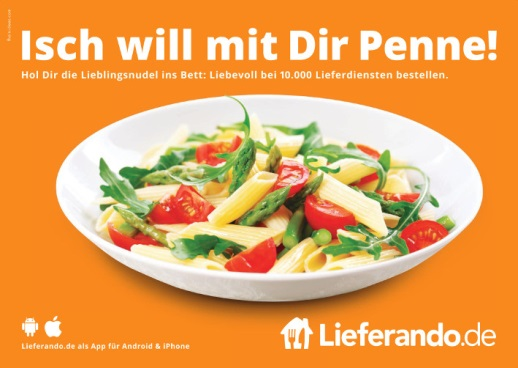 Isch will mit Dir Penne!
Hol Dir die Lieblingsnudel ins Bett: Liebevoll bei 10.000 Lieferdiensten bestellen.
Lieferando.de
Lieferando.de als App für Android & iPhone